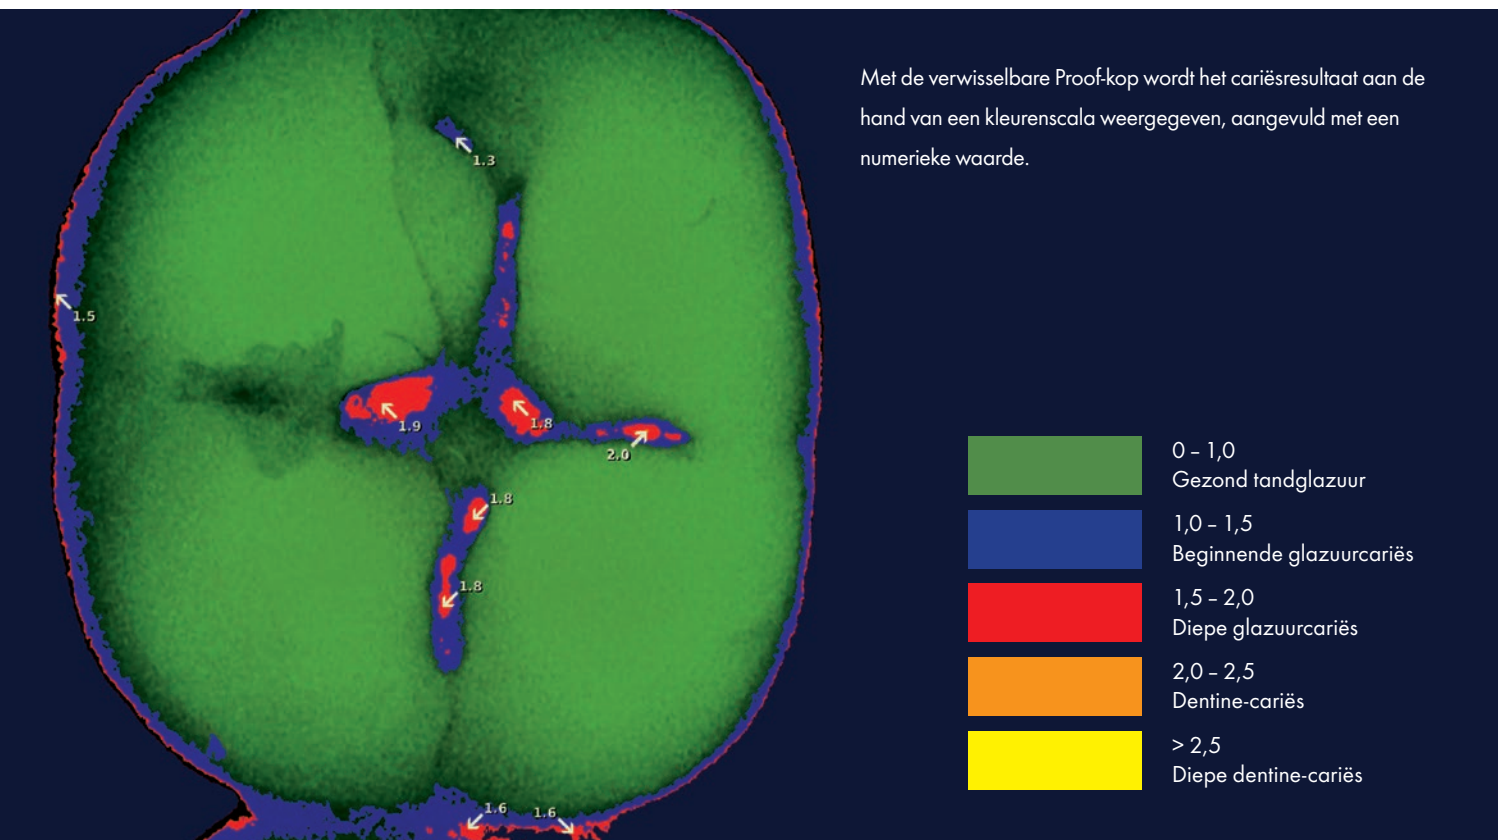 Met de verwisselbare Proof-kop wordt het cariësresultaat aan de
hand van een kleurenscala weergegeven, aangevuld met een
numerieke waarde.
1.3
1.5
1.9
1.8
2.0
1.8
1.8
1.6
1.6
0 – 1,0
Gezond tandglazuur
1,0 – 1,5
Beginnende glazuurcariës
1,5 – 2,0
Diepe glazuurcariës
2,0 – 2,5
Dentine-cariës
> 2,5
Diepe dentine-cariës